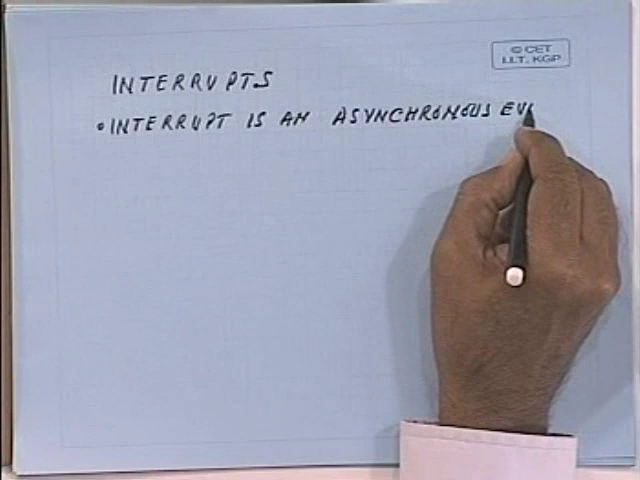 © CET
I.I.T. KGP
INTERRUPTS
• INTERRUPT IS AN ASYNCHRONOUS EV